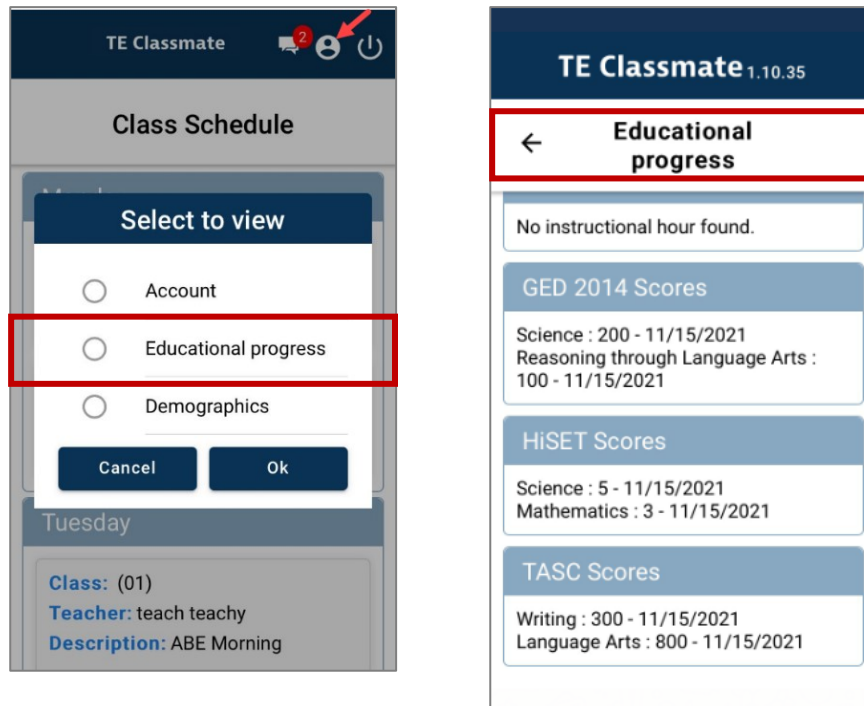 TE Classmate
2
Class Schedule
Select to view
Account
Educational progress
Demographics
Cancel Ok
Tuesday
Class: (01)
Teacher: teach teachy
Description: ABE Morning
TE Classmate 1.10.35
Educational
progress
No instructional hour found.
GED 2014 Scores
Science : 200 - 11/15/2021
Reasoning through Language Arts :
100 - 11/15/2021
HiSET Scores
Science : 5 - 11/15/2021
Mathematics : 3 - 11/15/2021
TASC Scores
Writing : 300 - 11/15/2021
Language Arts : 800 - 11/15/2021